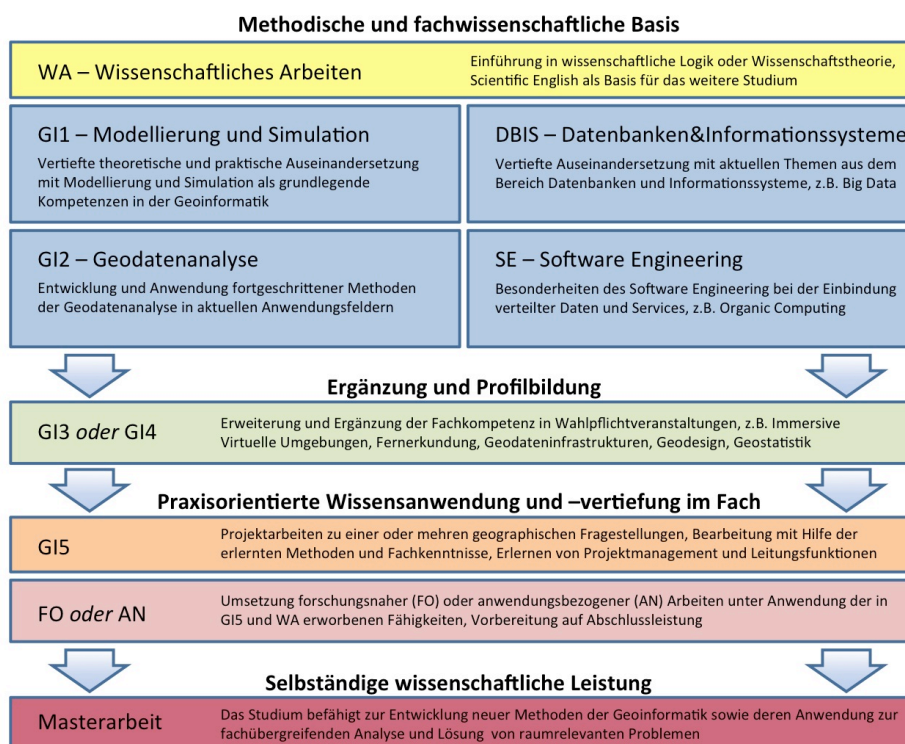 Methodische und fachwissenschaftliche Basis
WA – Wissenschaftliches Arbeiten
Einführung in wissenschaftliche Logik oder Wissenschaftstheorie,
Scientific English als Basis für das weitere Studium
GI1 – Modellierung und Simulation
Vertiefte theoretische und praktische Auseinandersetzung
mit Modellierung und Simulation als grundlegende
Kompetenzen in der Geoinformatik
DBIS – Datenbanken&Informationssysteme
Vertiefte Auseinandersetzung mit aktuellen Themen aus dem
Bereich Datenbanken und Informationssysteme, z.B. Big Data
GI2 – Geodatenanalyse
Entwicklung und Anwendung fortgeschrittener Methoden
der Geodatenanalyse in aktuellen Anwendungsfeldern
SE – Software Engineering
Besonderheiten des Software Engineering bei der Einbindung
verteilter Daten und Services, z.B. Organic Computing
Ergänzung und Profilbildung
GI3 oder GI4
Erweiterung und Ergänzung der Fachkompetenz in Wahlpflichtveranstaltungen, z.B. Immersive
Virtuelle Umgebungen, Fernerkundung, Geodateninfrastrukturen, Geodesign, Geostatistik
Praxisorientierte Wissensanwendung und –vertiefung im Fach
GI5
Projektarbeiten zu einer oder mehren geographischen Fragestellungen, Bearbeitung mit Hilfe der
erlernten Methoden und Fachkenntnisse, Erlernen von Projektmanagement und Leitungsfunktionen
FO oder AN
Umsetzung forschungsnaher (FO) oder anwendungsbezogener (AN) Arbeiten unter Anwendung der in
GI5 und WA erworbenen Fähigkeiten, Vorbereitung auf Abschlussleistung
Selbständige wissenschaftliche Leistung
Masterarbeit
Das Studium befähigt zur Entwicklung neuer Methoden der Geoinformatik sowie deren Anwendung zur
fachübergreifenden Analyse und Lösung von raumrelevanten Problemen